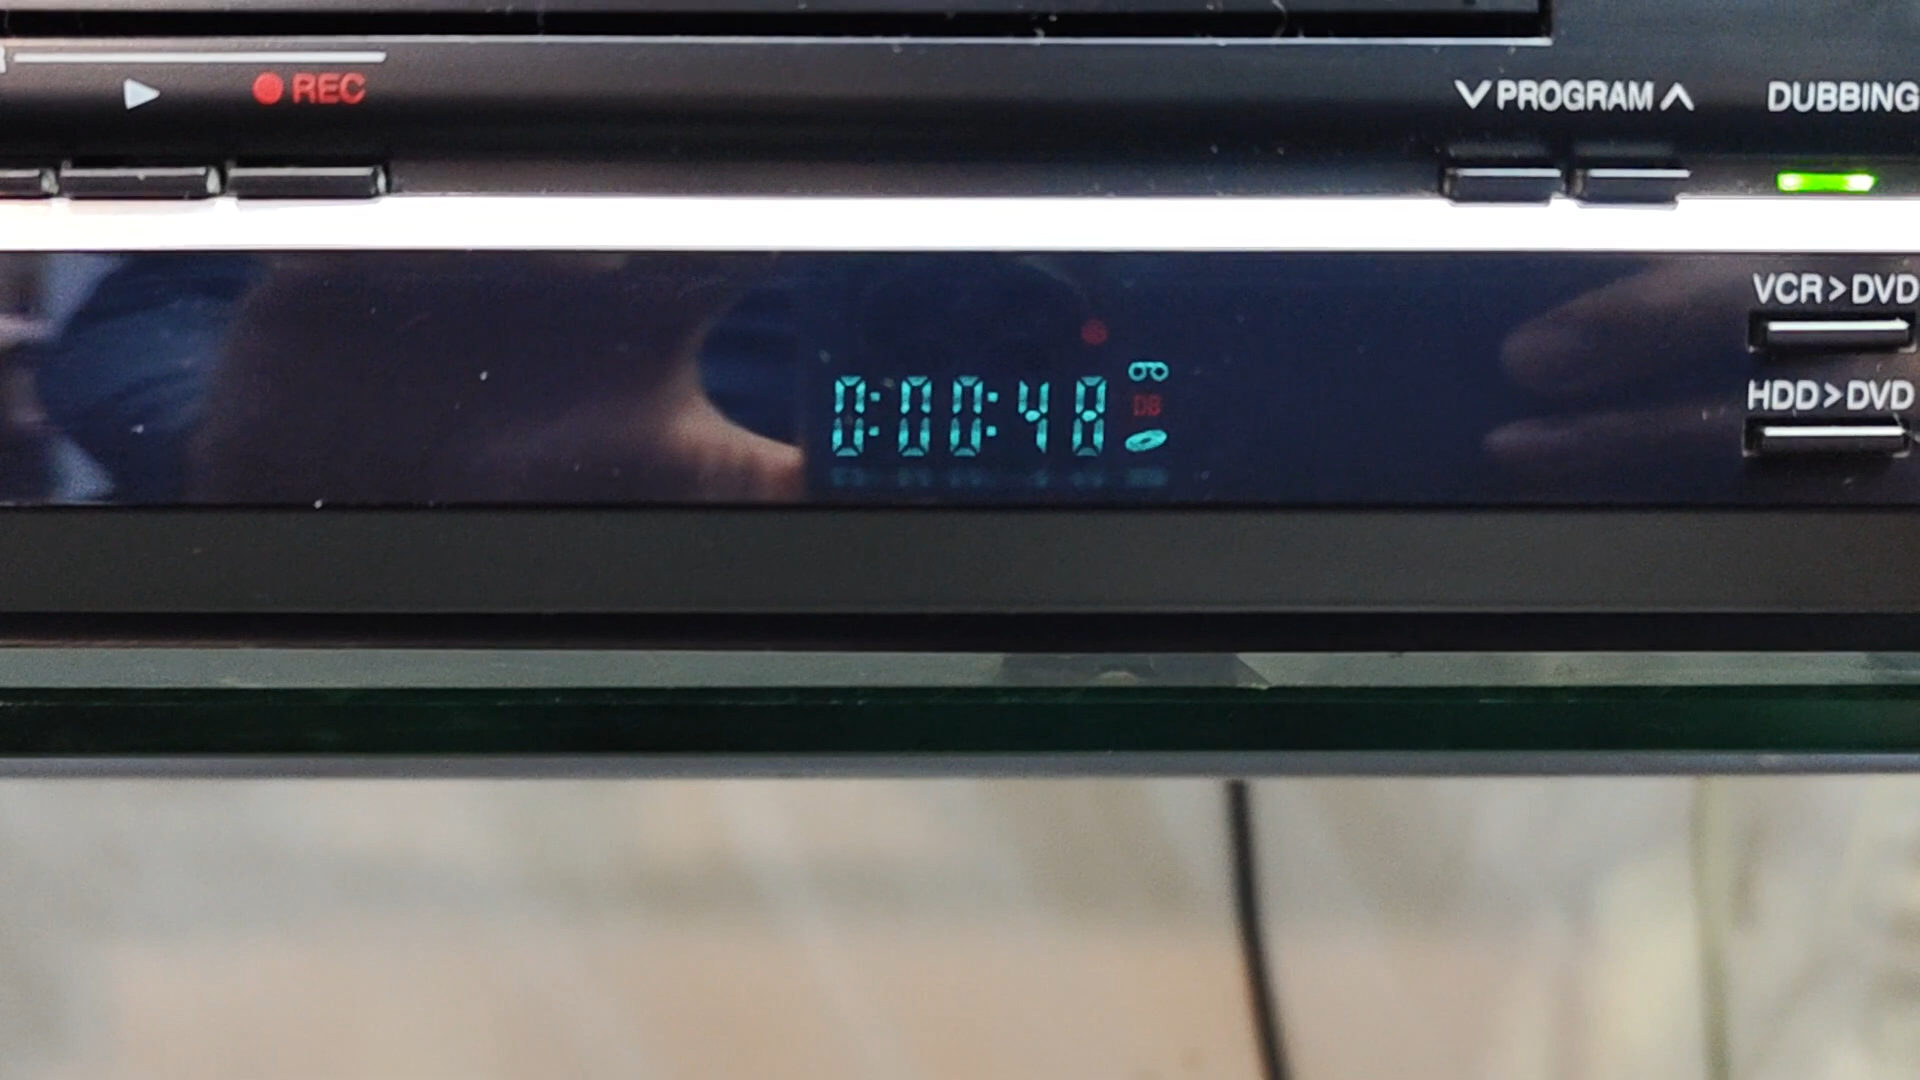 REC
PROGRAM
DUBBING
VCR>DVD
HDD>DVD
0:00:48
DB